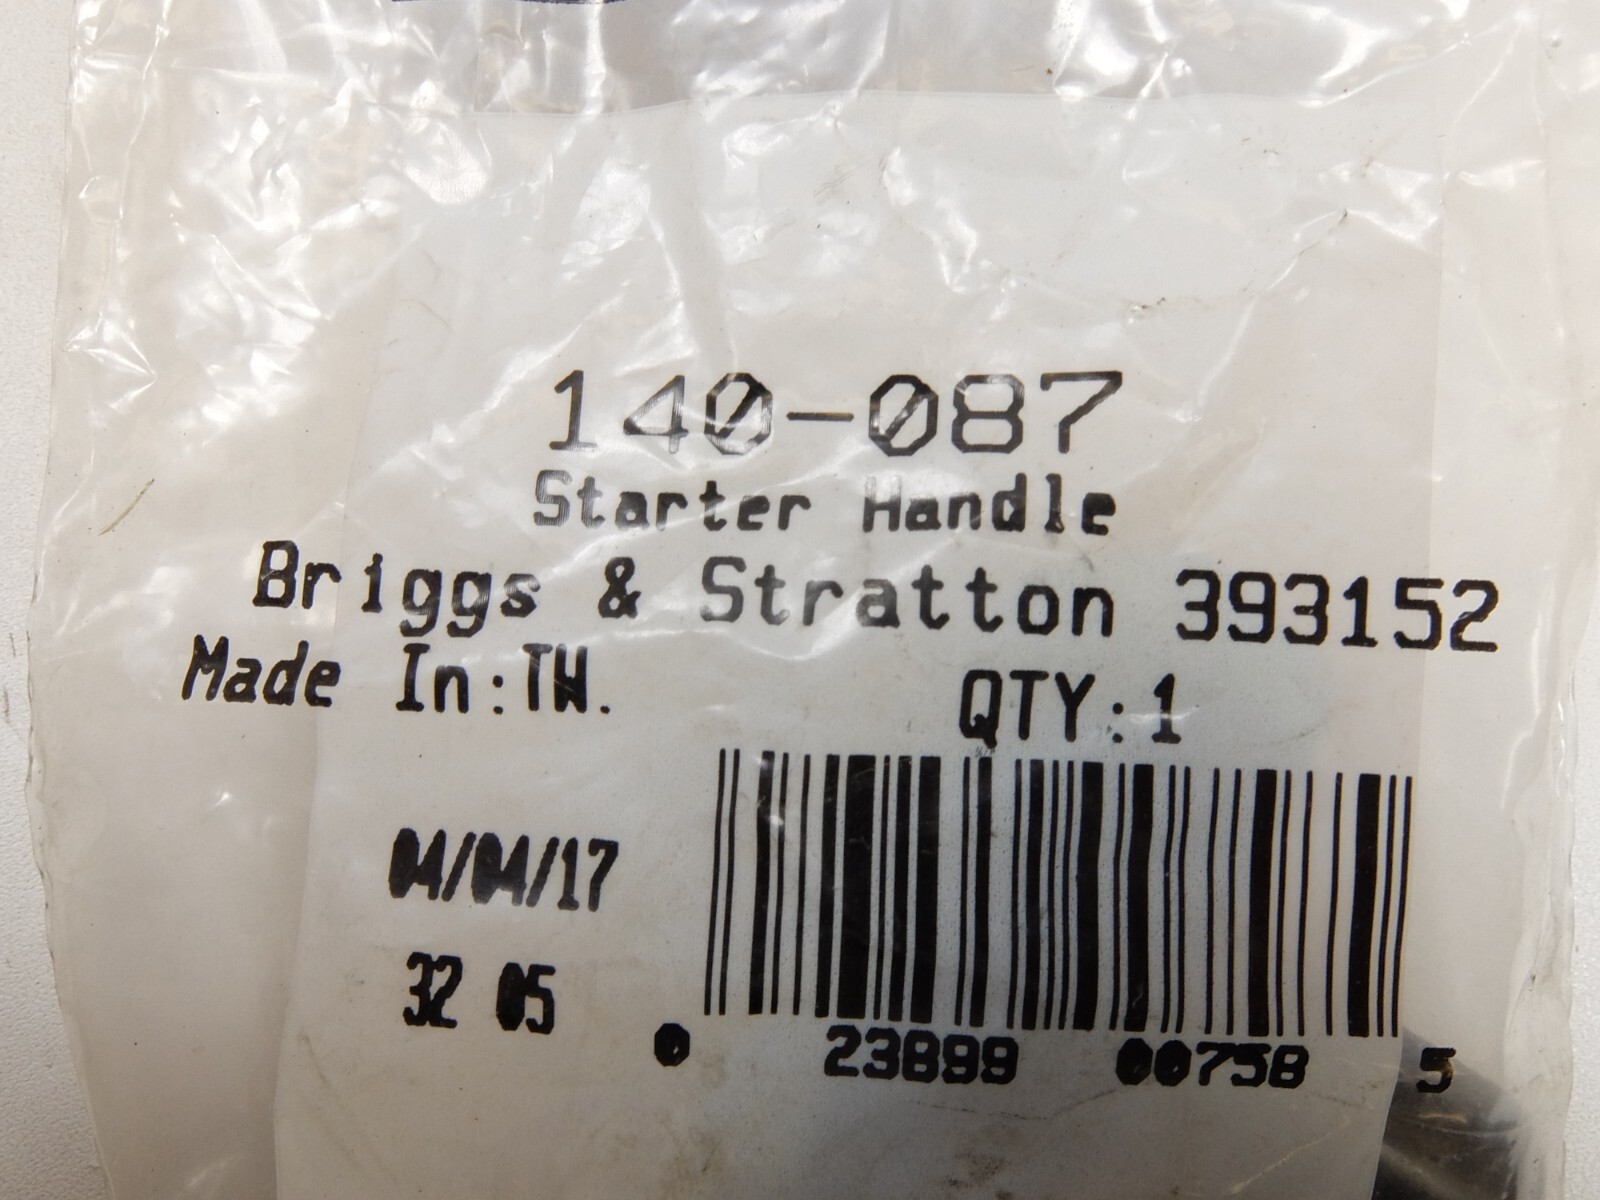 140-087
Starter Handle
Briggs & Stratton 393152
Made In:TW.
QTY:1
04/04/17
32 05
0 23899 00758 5